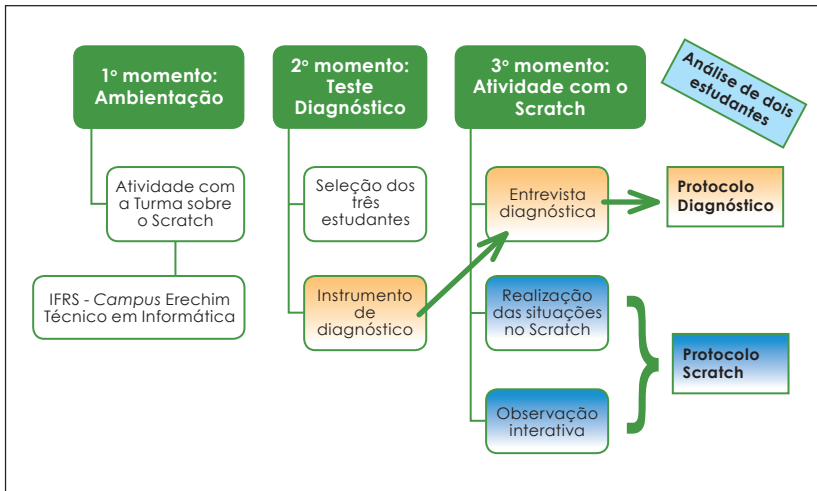 1º momento:
Ambientação
Atividade com
a Turma sobre
o Scratch
IFRS - Campus Erechim
Técnico em Informática
2º momento:
Teste
Diagnóstico
Seleção dos
três
estudantes
Instrumento
de
diagnóstico
3º momento:
Atividade com o
Scratch
Entrevista
diagnóstica
Realização
das situações
no Scratch
Observação
interativa
Análise de dois
estudantes
Protocolo
Diagnóstico
Protocolo
Scratch